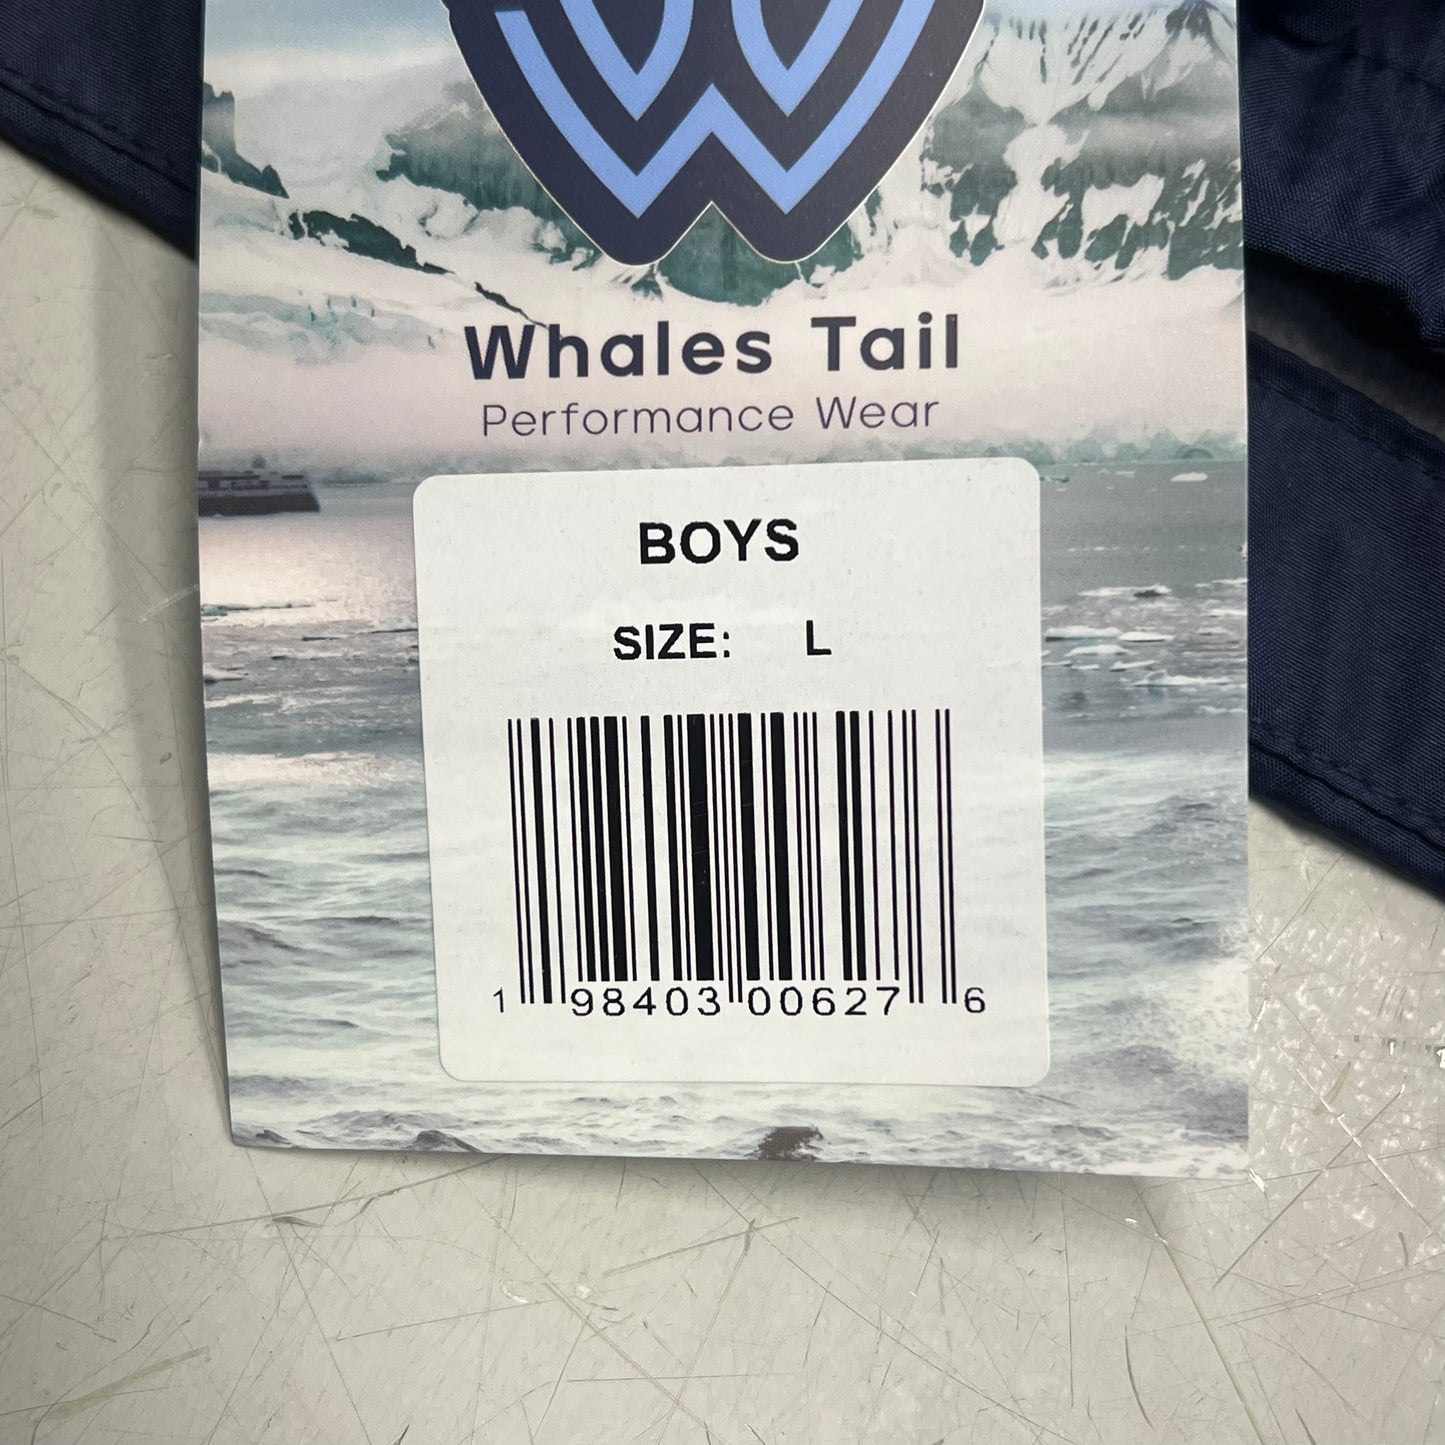 Whales Tail
Performance Wear
BOYS
SIZE: L
1 98403 00627 6